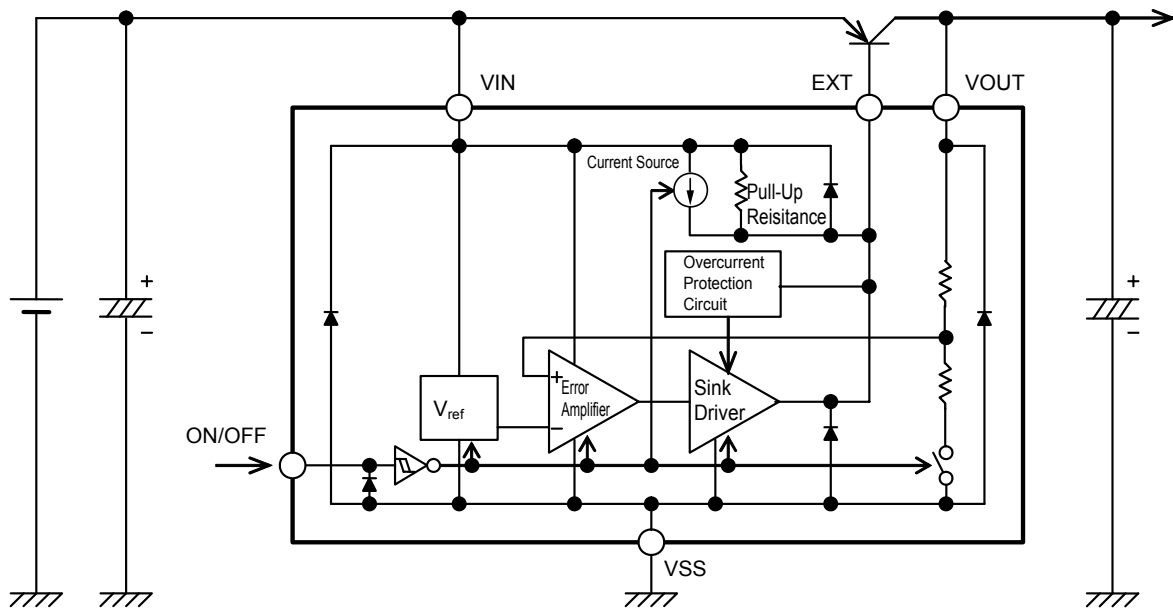 VIN
EXT
VOUT
Current Source
Pull-Up
Reisitance
Overcurrent
Protection
Circuit
+
−
+
−
+
−
Error
Amplifier
Sink
Driver
Vref
ON/OFF
VSS